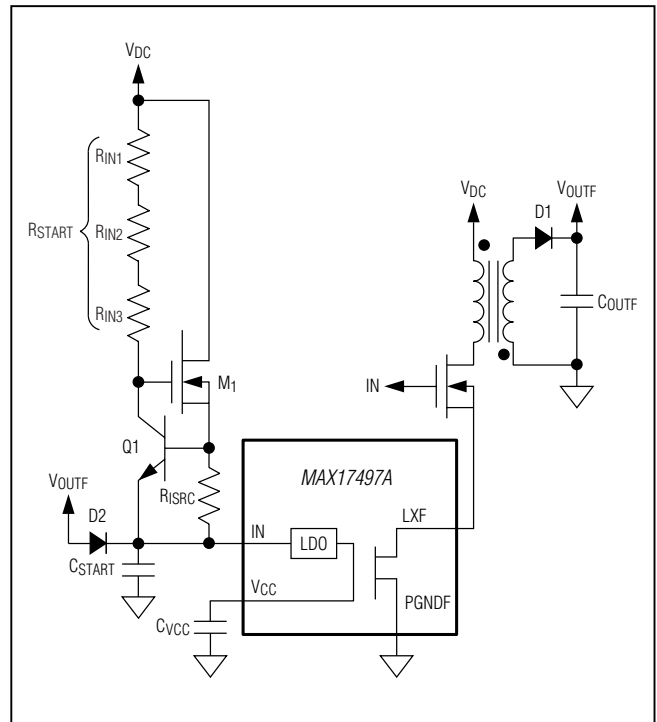 VDC
RIN1
RSTART
RIN2
RIN3
M1
Q1
RISRC
VOUTF
D2
CSTART
IN
LDO
VCC
CVCC
MAX17497A
LXF
PGNDF
IN
VDC
D1
VOUTF
COUTF